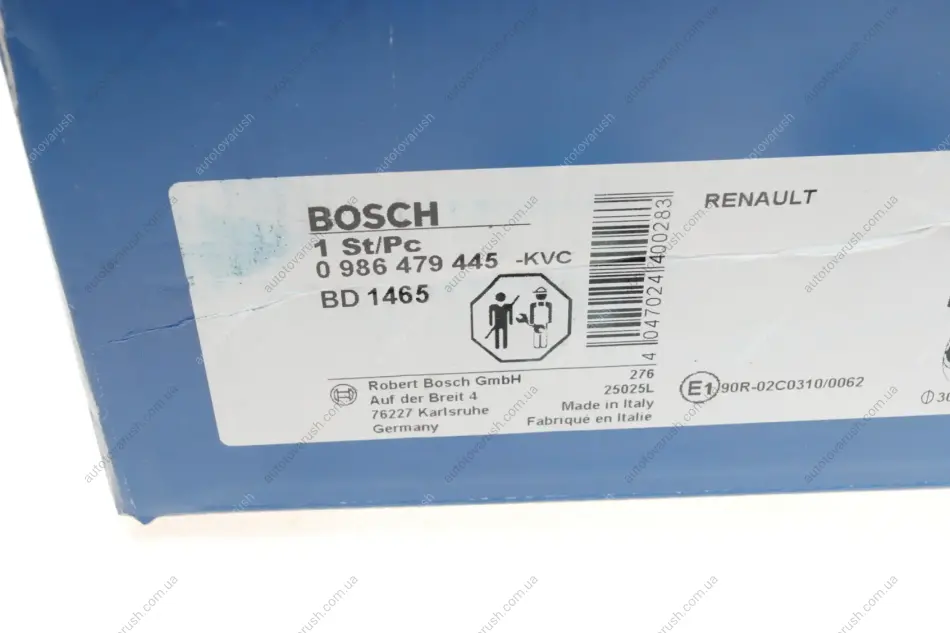 BOSCH
1 St/Pc
0 986 479 445 -KVC
BD 1465
4 047024 400283
RENAULT
Robert Bosch GmbH
Auf der Breit 4
76227 Karlsruhe
Germany
276
25025L
Made in Italy
Fabriqué en Italie
E1 90R-02C0310/0062
autotovarush.com.ua